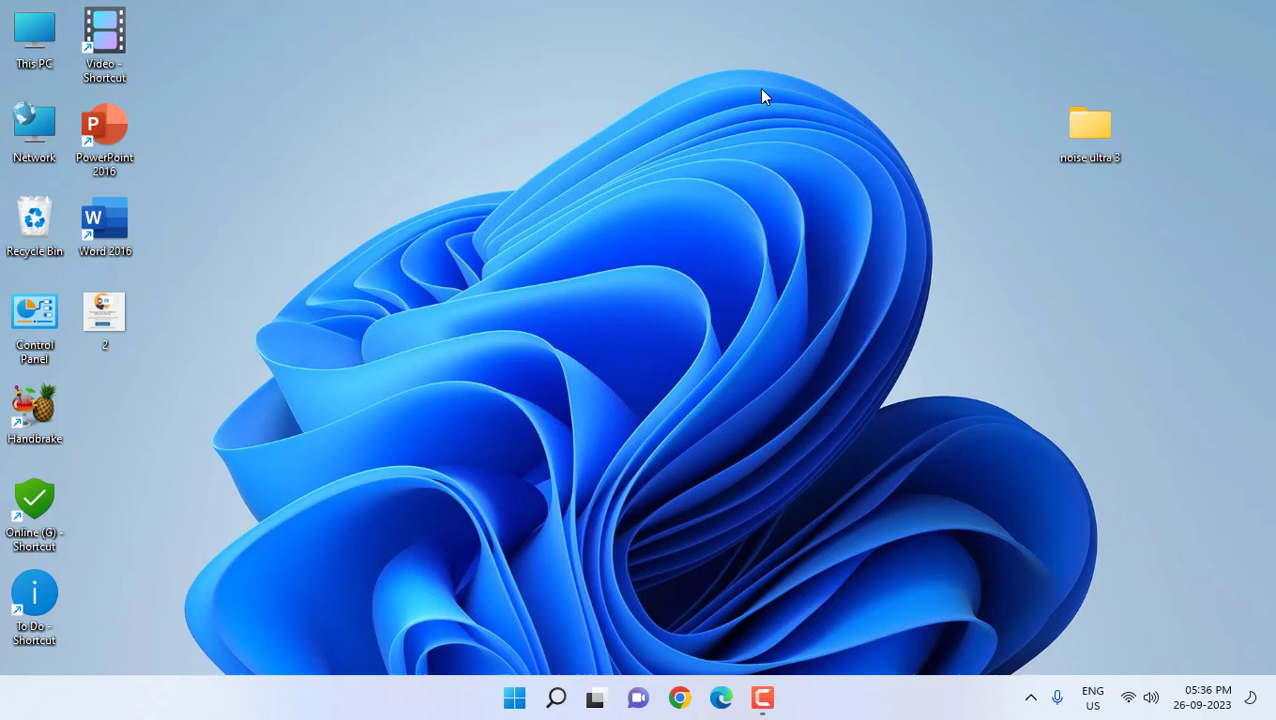 This PC
Video -
Shortcut
Network
PowerPoint
2016
Recycle Bin
Word 2016
Control
Panel
2
Handbrake
Online (G) -
Shortcut
To Do -
Shortcut
noise ultra 3
ENG
US
05:36 PM
26-09-2023